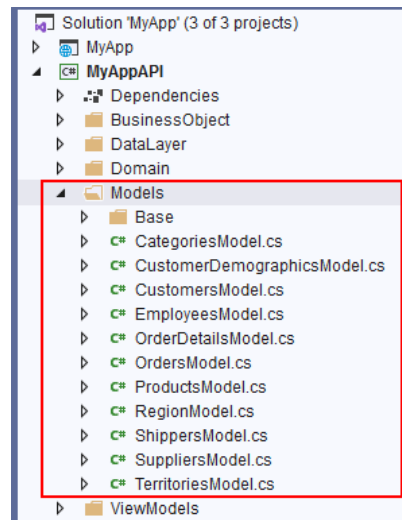 Solution 'MyApp' (3 of 3 projects)
MyApp
C# MyAppAPI
Dependencies
BusinessObject
DataLayer
Domain
Models
Base
C# CategoriesModel.cs
C# CustomerDemographicsModel.cs
C# CustomersModel.cs
C# EmployeesModel.cs
C# OrderDetailsModel.cs
C# OrdersModel.cs
C# ProductsModel.cs
C# RegionModel.cs
C# ShippersModel.cs
C# SuppliersModel.cs
C# TerritoriesModel.cs
ViewModels